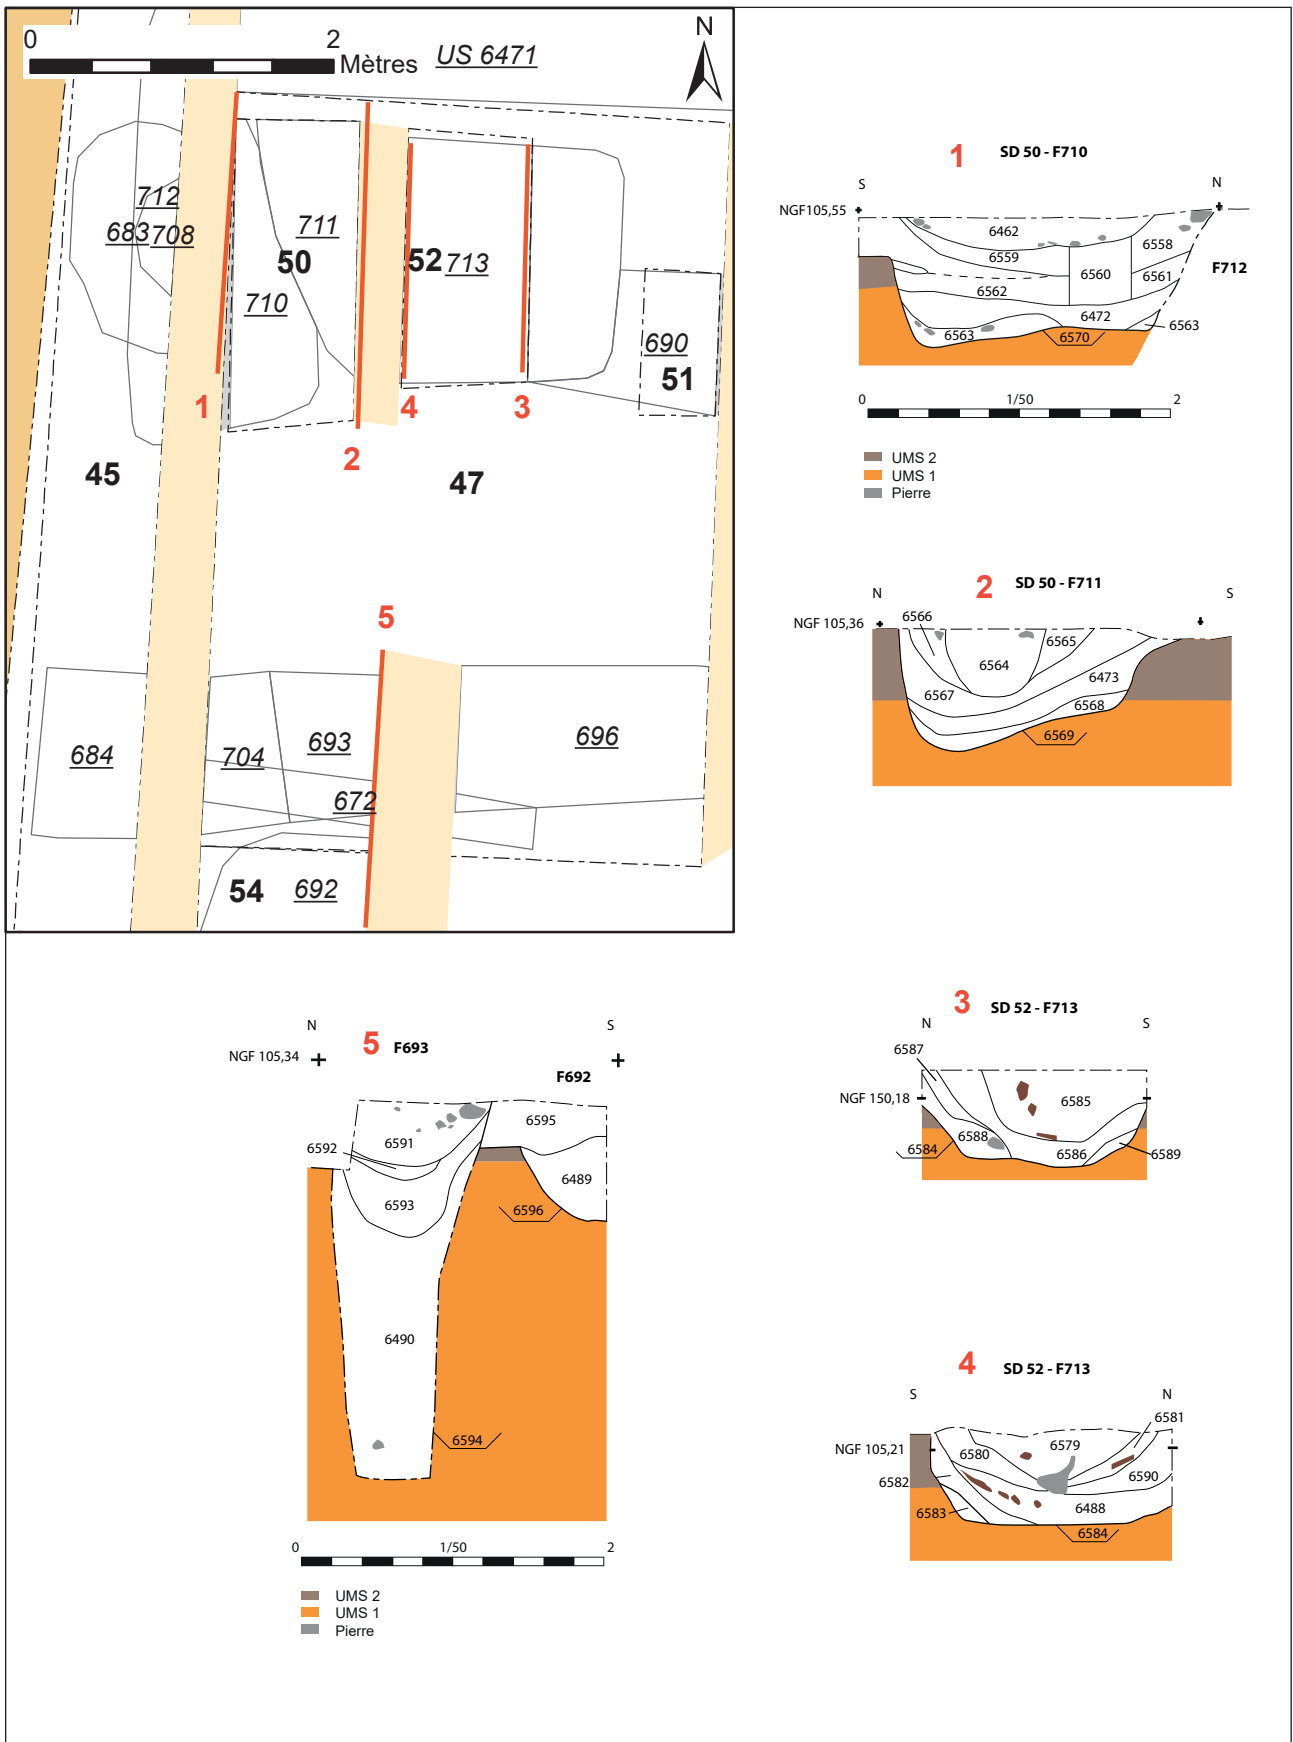 0 2
Mètres US 6471
N
712
683 708
711
50
710
52 713
690
51
1
4 3
2
45
47
5
684
704
693
696
672
54 692
1 SD 50 - F710
S N
NGF105,55
6462
6558
6559
F712
6560
6561
6562
6472
6563
6563
6570
0 1/50 2
UMS 2
UMS 1
Pierre
2 SD 50 - F711
N S
6566
NGF 105,36
6565
6564
6473
6567
6568
6569
3 SD 52 - F713
N S
6587
NGF 150,18
6585
6588
6584
6586
6589
4 SD 52 - F713
S N
6581
NGF 105,21
6580
6579
6582
6590
6583
6488
6584
N S
5 F693
NGF 105,34
F692
6595
6591
6592
6489
6593
6596
6490
6594
0 1/50 2
UMS 2
UMS 1
Pierre